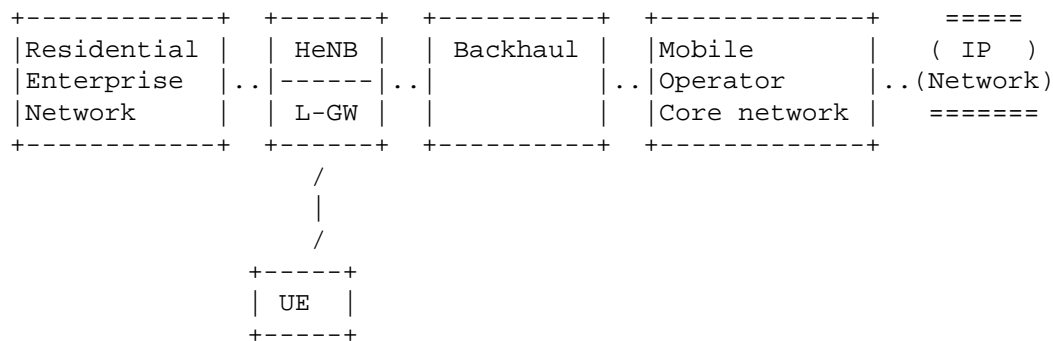 +------------+  +------+  +----------+  +-------------+    =====
|Residential |  | HeNB |  | Backhaul |  |Mobile       |   ( IP  )
|Enterprise  |..|------|..|          |..|Operator     |..(Network)
|Network     |  | L-GW |  |          |  |Core network |   =======
+------------+  +------+  +----------+  +-------------+
                   /
                   |
                   /
               +-----+
               | UE  |
               +-----+